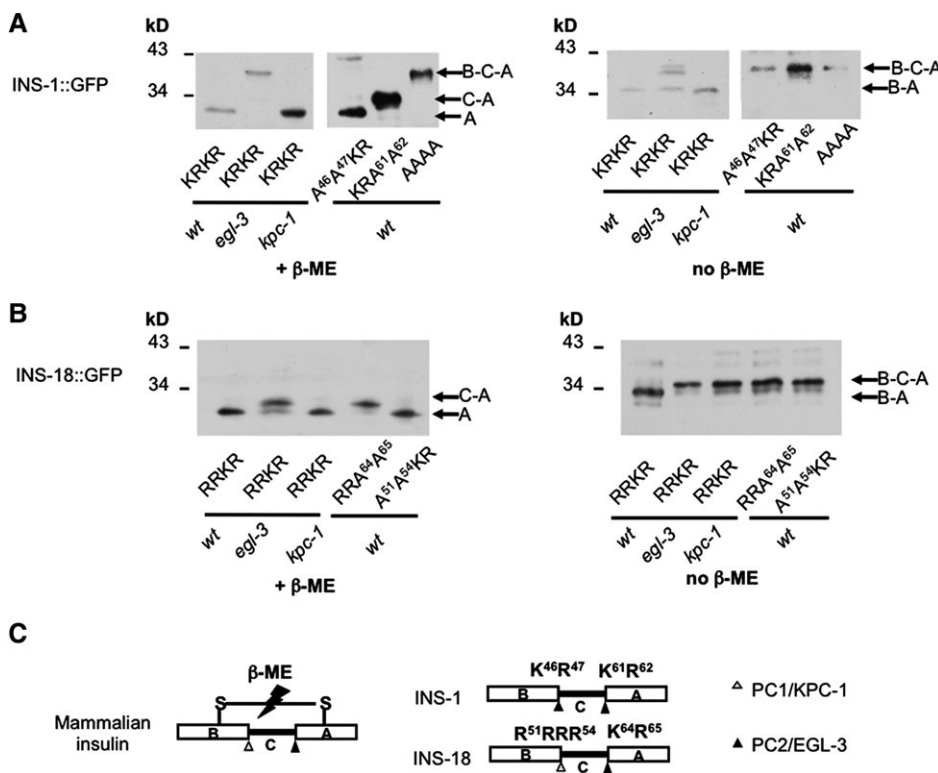 A
kD
43
34
INS-1::GFP
B-C-A
C-A
A
KRKR
KRKR
KRKR
A⁴⁶A⁴⁷KR
KRA⁶¹A⁶²
AAAA
wt
egl-3
kpc-1
wt
+ β-ME
kD
43
34
B-C-A
B-A
KRKR
KRKR
KRKR
A⁴⁶A⁴⁷KR
KRA⁶¹A⁶²
AAAA
wt
egl-3
kpc-1
wt
no β-ME
B
kD
43
34
INS-18::GFP
C-A
A
RRKR
RRKR
RRKR
RRA⁶⁴A⁶⁵
A⁵¹A⁵⁴KR
wt
egl-3
kpc-1
wt
+ β-ME
kD
43
34
B-C-A
B-A
RRKR
RRKR
RRKR
RRA⁶⁴A⁶⁵
A⁵¹A⁵⁴KR
wt
egl-3
kpc-1
wt
no β-ME
C
β-ME
S S
Mammalian
insulin
B C A
K⁴⁶R⁴⁷ K⁶¹R⁶²
INS-1
B C A
R⁵¹RRR⁵⁴ K⁶⁴R⁶⁵
INS-18
B C A
PC1/KPC-1
PC2/EGL-3